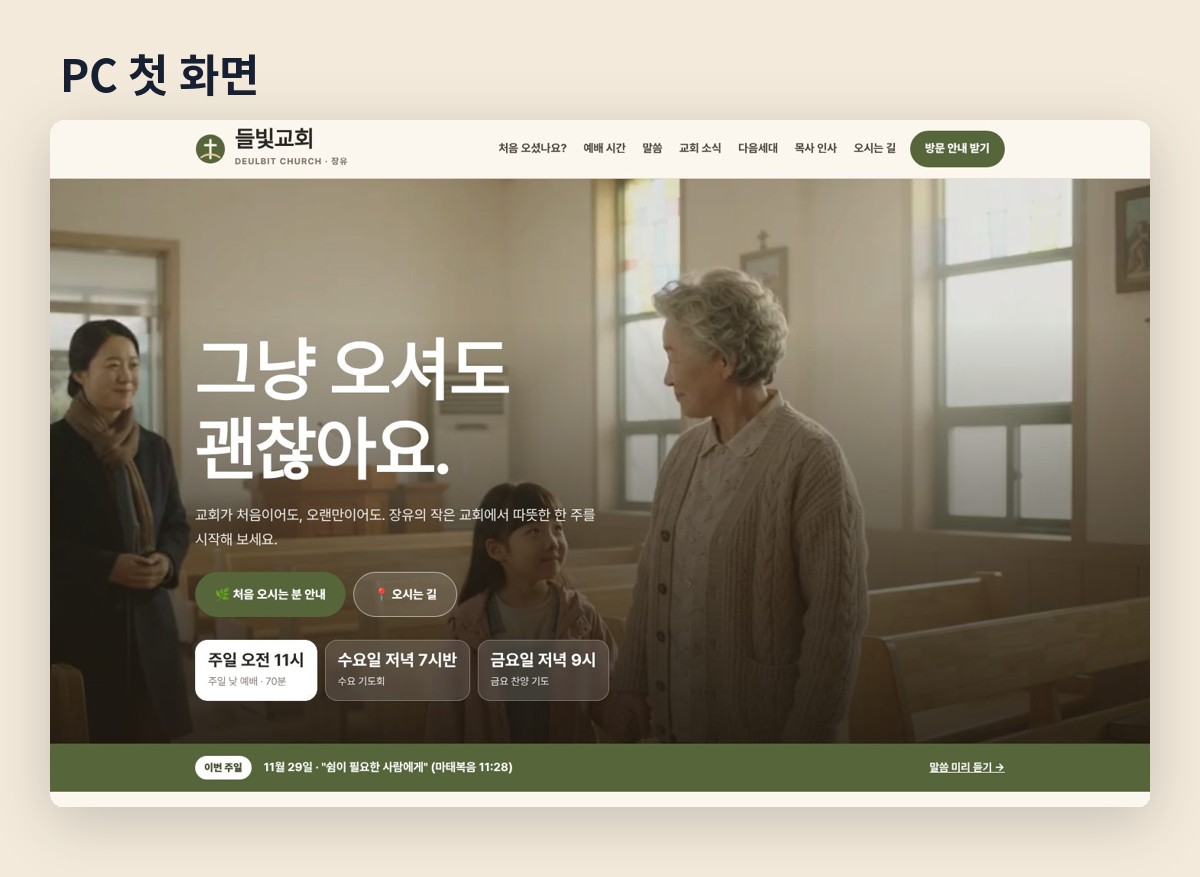 PC 첫 화면
들빛교회
DEULBIT CHURCH · 장유
처음 오셨나요? 예배 시간 말씀 교회 소식 다음세대 목사 인사 오시는 길 방문 안내 받기
그냥 오셔도
괜찮아요.
교회가 처음이어도, 오랜만이어도. 장유의 작은 교회에서 따뜻한 한 주를
시작해 보세요.
🌿 처음 오시는 분 안내 📍 오시는 길
주일 오전 11시
주일 낮 예배 · 70분
수요일 저녁 7시반
수요 기도회
금요일 저녁 9시
금요 찬양 기도
이번 주일 11월 29일 · "쉼이 필요한 사람에게" (마태복음 11:28) 말씀 미리 듣기 →